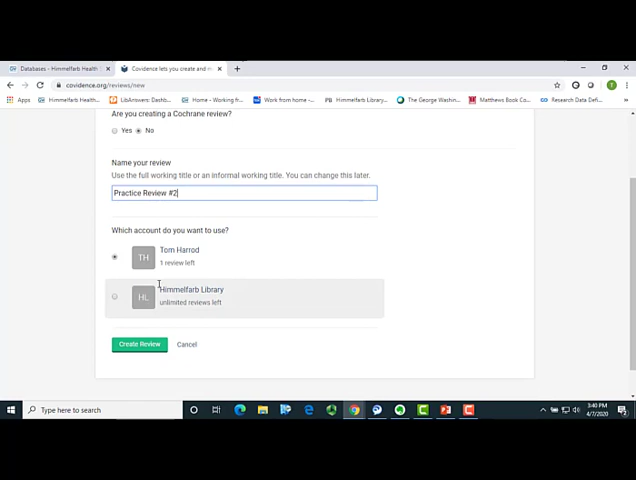 Databases - Himmelfarb Health
Covidence lets you create and m
covidence.org/reviews/new
T
Apps
Himmelfarb Health...
LibAnswers: Dashb...
Home - Working fr...
Work from home -...
Himmelfarb Library...
The George Washin...
Matthews Book Co...
Research Data Defi...
Are you creating a Cochrane review?
Yes No
Name your review
Use the full working title or an informal working title. You can change this later.
Practice Review #2
Which account do you want to use?
TH
Tom Harrod
1 review left
HL
Himmelfarb Library
unlimited reviews left
Create Review Cancel
Type here to search
3:40 PM
4/7/2020